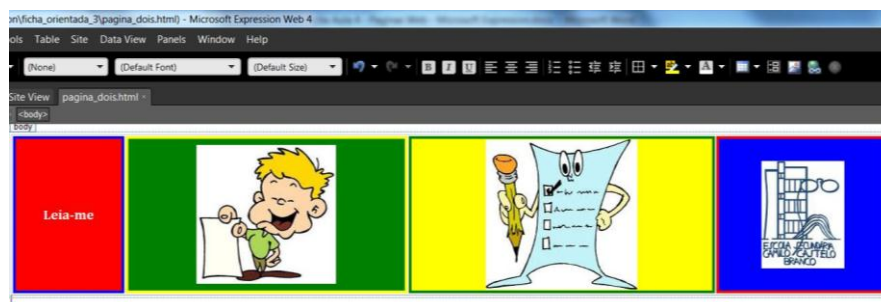 on\ficha_orientada_3\pagina_dois.html) - Microsoft Expression Web 4
ols Table Site Data View Panels Window Help
(None) (Default Font) (Default Size) B I U A
Site View pagina_dois.html
<body>
body
Leia-me
ESCOLA SECUNDÁRIA
CAMILO CASTELO
BRANCO